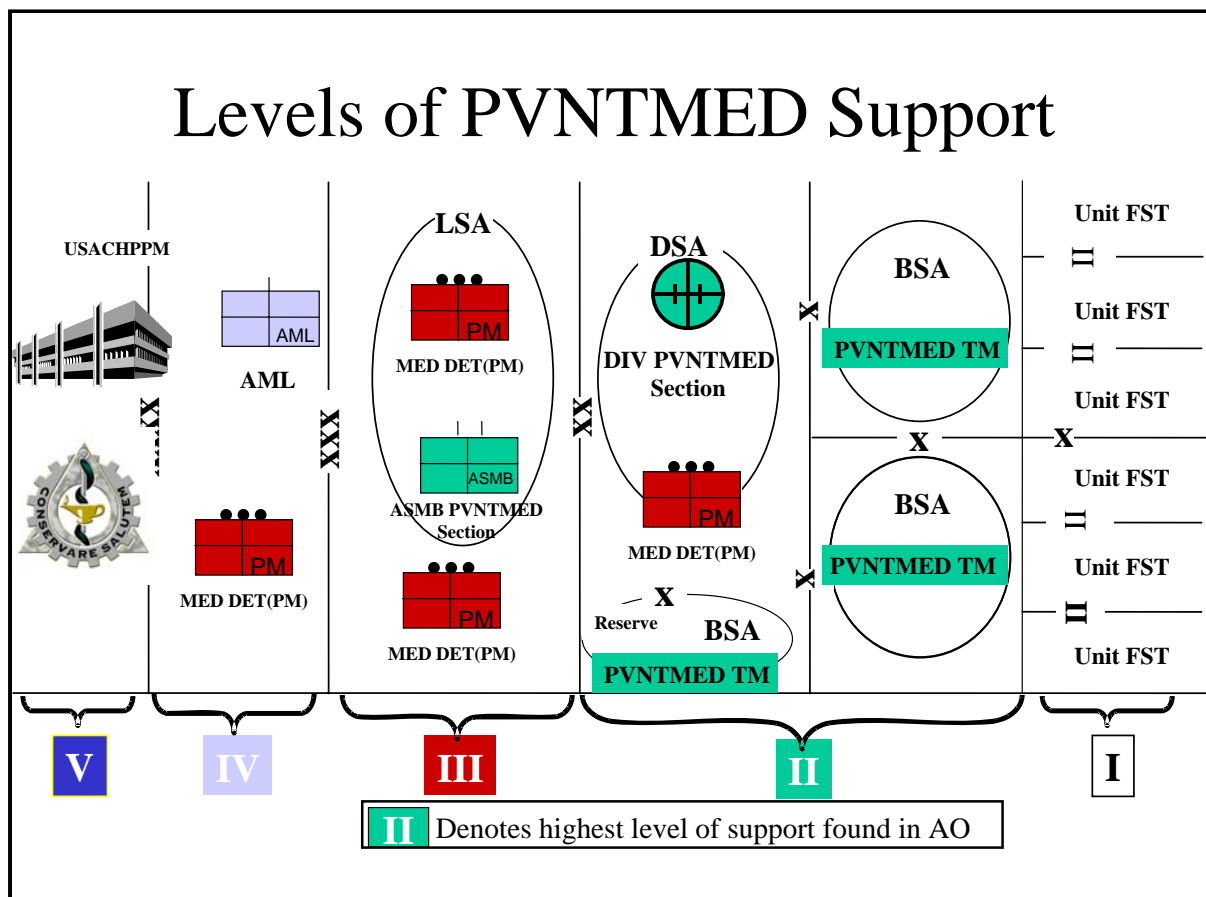 Levels of PVNTMED Support
USACHPPM
CONSERVARE SALUTEM
XXX
AML
AML
PM
MED DET(PM)
XXX
LSA
PM
MED DET(PM)
ASMB
ASMB PVNTMED
Section
PM
MED DET(PM)
XX
DSA
DIV PVNTMED
Section
PM
MED DET(PM)
X
Reserve
BSA
PVNTMED TM
X
X
BSA
PVNTMED TM
X
BSA
PVNTMED TM
Unit FST
II
Unit FST
II
Unit FST
X
Unit FST
II
Unit FST
II
Unit FST
V
IV
III
II
I
II Denotes highest level of support found in AO